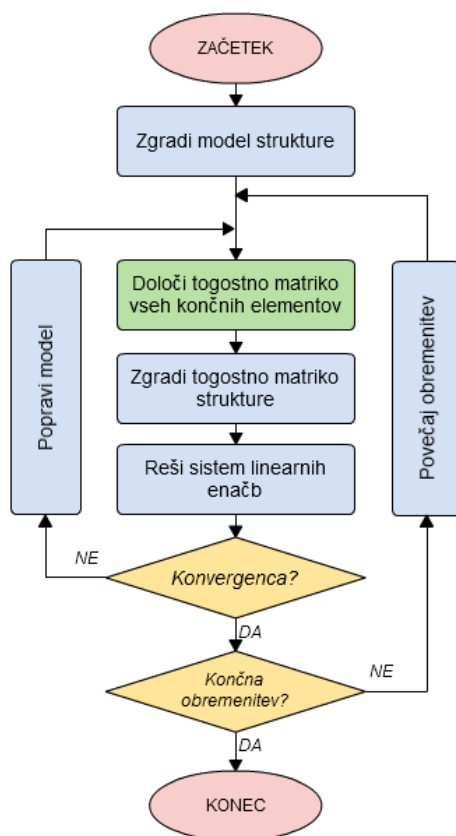 ZAČETEK
Zgradi model strukture
Določi togostno matriko
vseh končnih elementov
Zgradi togostno matriko
strukture
Reši sistem linearnih
enačb
Popravi model
Povečaj obremenitev
NE
Konvergenca?
DA
NE
Končna
obremenitev?
DA
KONEC